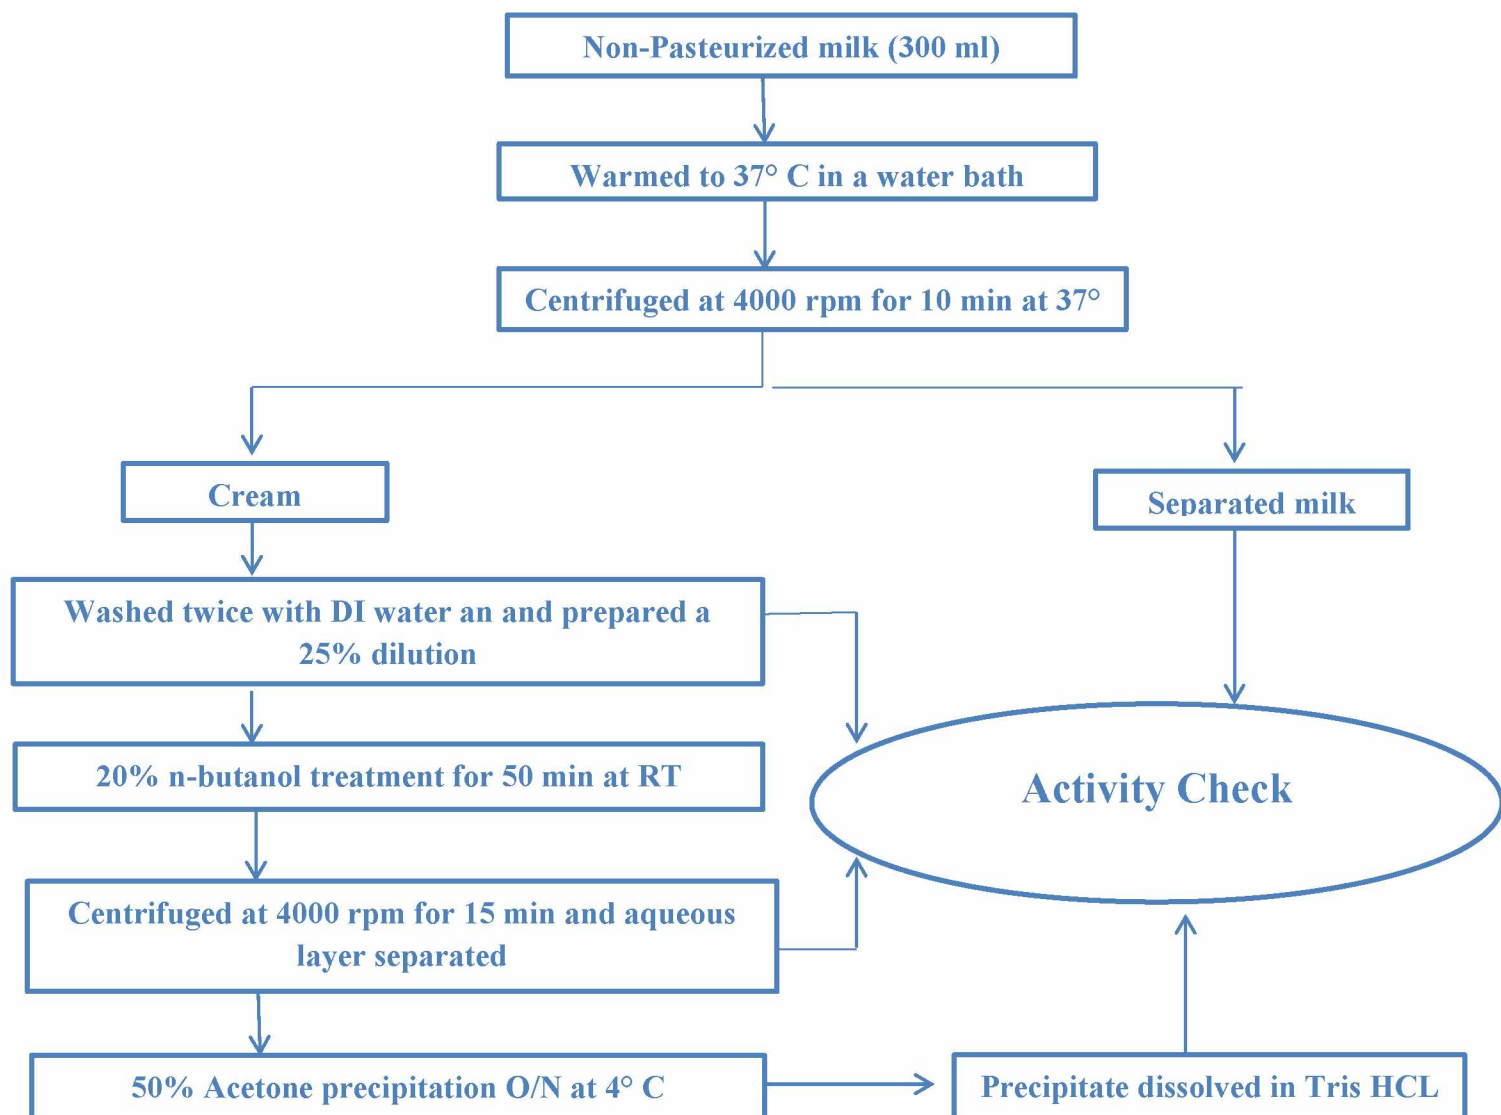 Non-Pasteurized milk (300 ml)
Warmed to 37° C in a water bath
Centrifuged at 4000 rpm for 10 min at 37°
Cream
Separated milk
Washed twice with DI water an and prepared a
25% dilution
20% n-butanol treatment for 50 min at RT
Activity Check
Centrifuged at 4000 rpm for 15 min and aqueous
layer separated
50% Acetone precipitation O/N at 4° C
Precipitate dissolved in Tris HCL